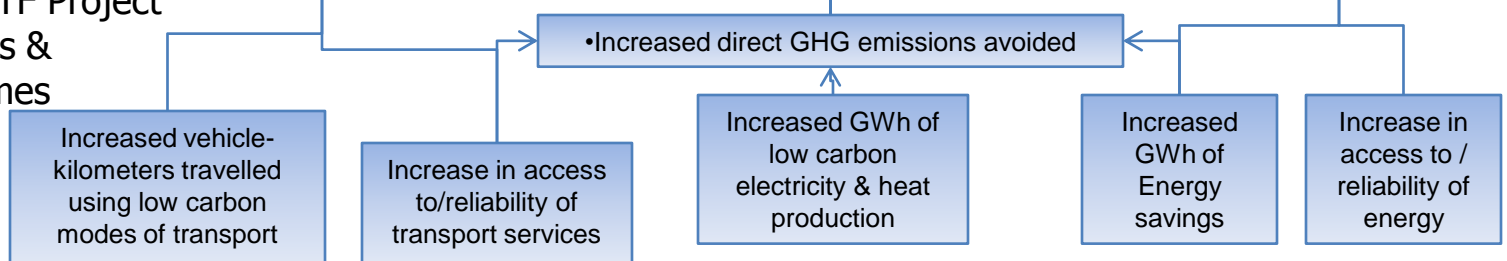 TF Project
s &
nes
•Increased direct GHG emissions avoided
Increased vehicle-
kilometers travelled
using low carbon
modes of transport
Increase in access
to/reliability of
transport services
Increased GWh of
low carbon
electricity & heat
production
Increased
GWh of
Energy
savings
Increase in
access to /
reliability of
energy